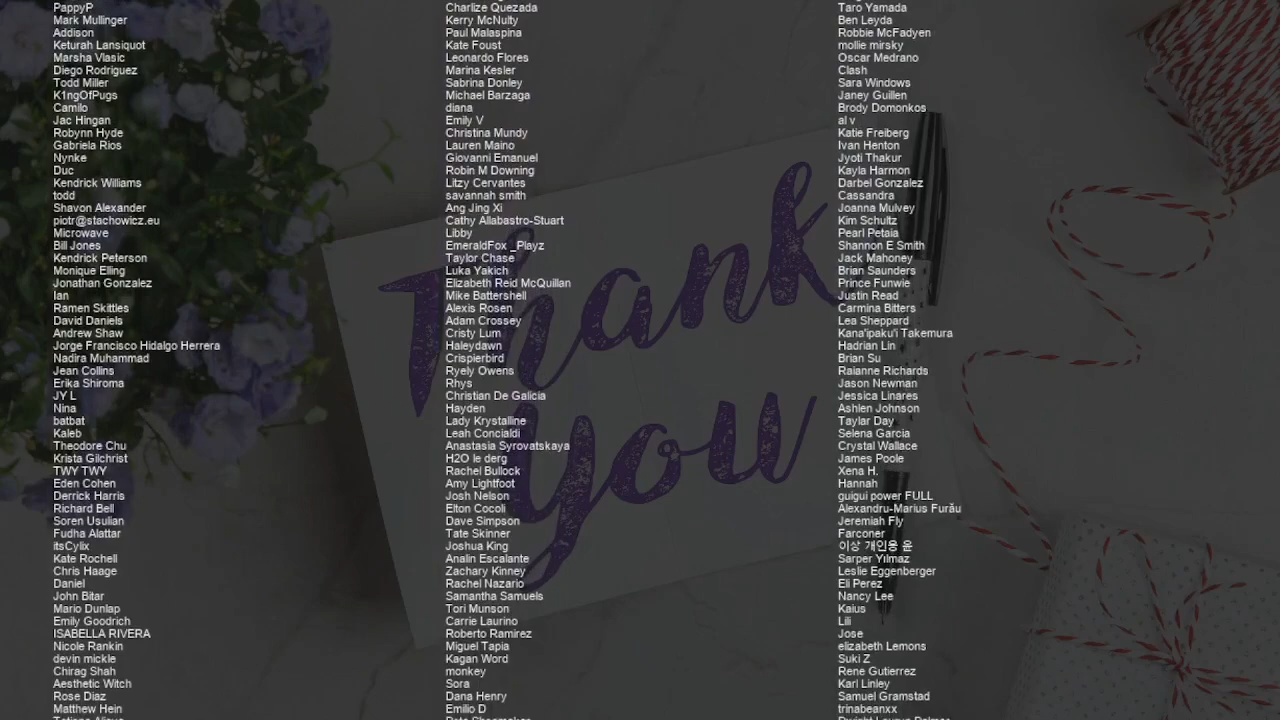 PappyP
Mark Mullinger
Addison
Keturah Lansiquot
Marsha Vlasic
Diego Rodriguez
Todd Miller
K1ngOfPugs
Camilo
Jac Hingan
Robynn Hyde
Gabriela Rios
Nynke
Duc
Kendrick Williams
todd
Shavon Alexander
piotr@stachowicz.eu
Microwave
Bill Jones
Kendrick Peterson
Monique Elling
Jonathan Gonzalez
Ian
Ramen Skittles
David Daniels
Andrew Shaw
Jorge Francisco Hidalgo Herrera
Nadira Muhammad
Jean Collins
Erika Shiroma
JY L
Nina
batbat
Kaleb
Theodore Chu
Krista Gilchrist
TWY TWY
Eden Cohen
Derrick Harris
Richard Bell
Soren Usulian
Fudha Alattar
itsCylix
Kate Rochell
Chris Haage
Daniel
John Bitar
Mario Dunlap
Emily Goodrich
ISABELLA RIVERA
Nicole Rankin
devin mickle
Chirag Shah
Aesthetic Witch
Rose Diaz
Matthew Hein
Charlize Quezada
Kerry McNulty
Paul Malaspina
Kate Foust
Leonardo Flores
Marina Kesler
Sabrina Donley
Michael Barzaga
diana
Emily V
Christina Mundy
Lauren Maino
Giovanni Emanuel
Robin M Downing
Litzy Cervantes
savannah smith
Ang Jing Xi
Cathy Allabastro-Stuart
Libby
EmeraldFox _Playz
Taylor Chase
Luka Yakich
Elizabeth Reid McQuillan
Mike Battershell
Alexis Rosen
Adam Crossey
Cristy Lum
Haleydawn
Crispierbird
Ryely Owens
Rhys
Christian De Galicia
Hayden
Lady Krystalline
Leah Concialdi
Anastasia Syrovatskaya
H2O le derg
Rachel Bullock
Amy Lightfoot
Josh Nelson
Elton Cocoli
Dave Simpson
Tate Skinner
Joshua King
Analin Escalante
Zachary Kinney
Rachel Nazario
Samantha Samuels
Tori Munson
Carrie Laurino
Roberto Ramirez
Miguel Tapia
Kagan Word
monkey
Sora
Dana Henry
Emilio D
Taro Yamada
Ben Leyda
Robbie McFadyen
mollie mirsky
Oscar Medrano
Clash
Sara Windows
Janey Guillen
Brody Domonkos
al v
Katie Freiberg
Ivan Henton
Jyoti Thakur
Kayla Harmon
Darbel Gonzalez
Cassandra
Joanna Mulvey
Kim Schultz
Pearl Petaia
Shannon E Smith
Jack Mahoney
Brian Saunders
Prince Funwie
Justin Read
Carmina Bitters
Lea Sheppard
Kana'ipaku'i Takemura
Hadrian Lin
Brian Su
Raianne Richards
Jason Newman
Jessica Linares
Ashlen Johnson
Taylar Day
Selena Garcia
Crystal Wallace
James Poole
Xena H.
Hannah
guigui power FULL
Alexandru-Marius Furău
Jeremiah Fly
Farconer
이상 개인용 윤
Sarper Yılmaz
Leslie Eggenberger
Eli Perez
Nancy Lee
Kaius
Lili
Jose
elizabeth Lemons
Suki Z
Rene Gutierrez
Karl Linley
Samuel Gramstad
trinabeanxx
Thank
you